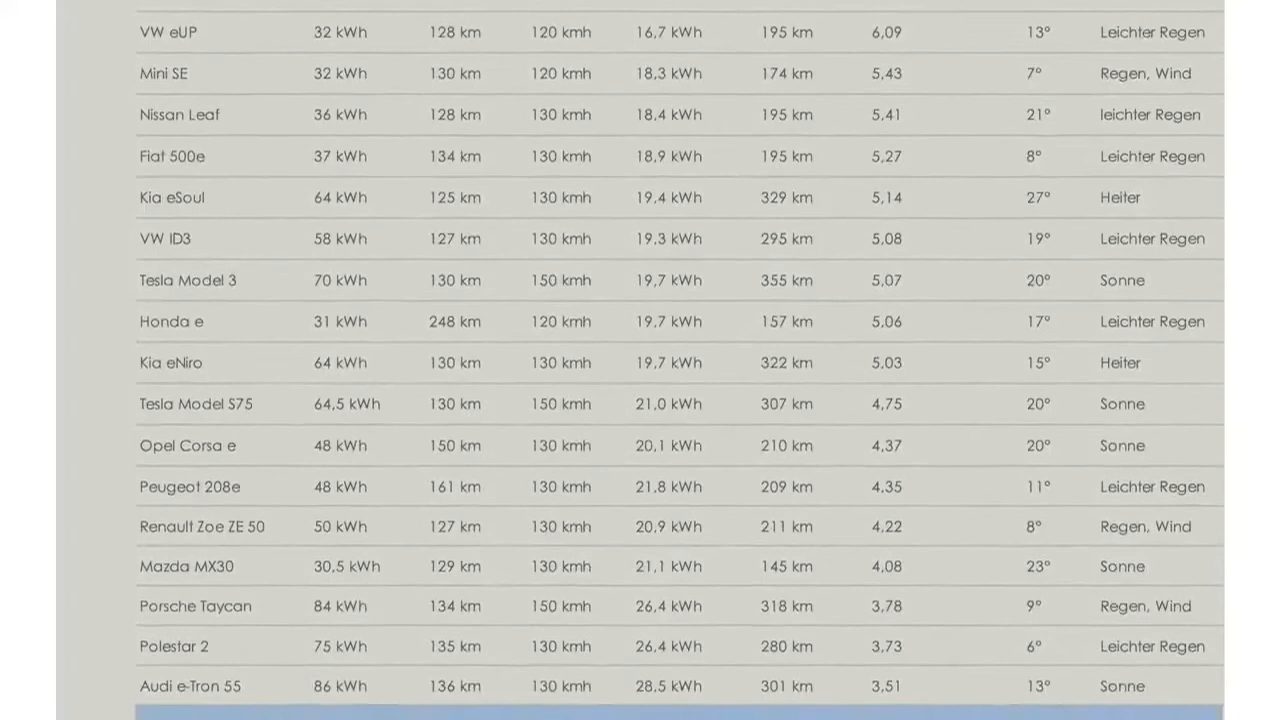 VW eUP 32 kWh 128 km 120 kmh 16,7 kWh 195 km 6,09 13° Leichter Regen
Mini SE 32 kWh 130 km 120 kmh 18,3 kWh 174 km 5,43 7° Regen, Wind
Nissan Leaf 36 kWh 128 km 130 kmh 18,4 kWh 195 km 5,41 21° leichter Regen
Fiat 500e 37 kWh 134 km 130 kmh 18,9 kWh 195 km 5,27 8° Leichter Regen
Kia eSoul 64 kWh 125 km 130 kmh 19,4 kWh 329 km 5,14 27° Heiter
VW ID3 58 kWh 127 km 130 kmh 19,3 kWh 295 km 5,08 19° Leichter Regen
Tesla Model 3 70 kWh 130 km 150 kmh 19,7 kWh 355 km 5,07 20° Sonne
Honda e 31 kWh 248 km 120 kmh 19,7 kWh 157 km 5,06 17° Leichter Regen
Kia eNiro 64 kWh 130 km 130 kmh 19,7 kWh 322 km 5,03 15° Heiter
Tesla Model S75 64,5 kWh 130 km 150 kmh 21,0 kWh 307 km 4,75 20° Sonne
Opel Corsa e 48 kWh 150 km 130 kmh 20,1 kWh 210 km 4,37 20° Sonne
Peugeot 208e 48 kWh 161 km 130 kmh 21,8 kWh 209 km 4,35 11° Leichter Regen
Renault Zoe ZE 50 50 kWh 127 km 130 kmh 20,9 kWh 211 km 4,22 8° Regen, Wind
Mazda MX30 30,5 kWh 129 km 130 kmh 21,1 kWh 145 km 4,08 23° Sonne
Porsche Taycan 84 kWh 134 km 150 kmh 26,4 kWh 318 km 3,78 9° Regen, Wind
Polestar 2 75 kWh 135 km 130 kmh 26,4 kWh 280 km 3,73 6° Leichter Regen
Audi e-Tron 55 86 kWh 136 km 130 kmh 28,5 kWh 301 km 3,51 13° Sonne